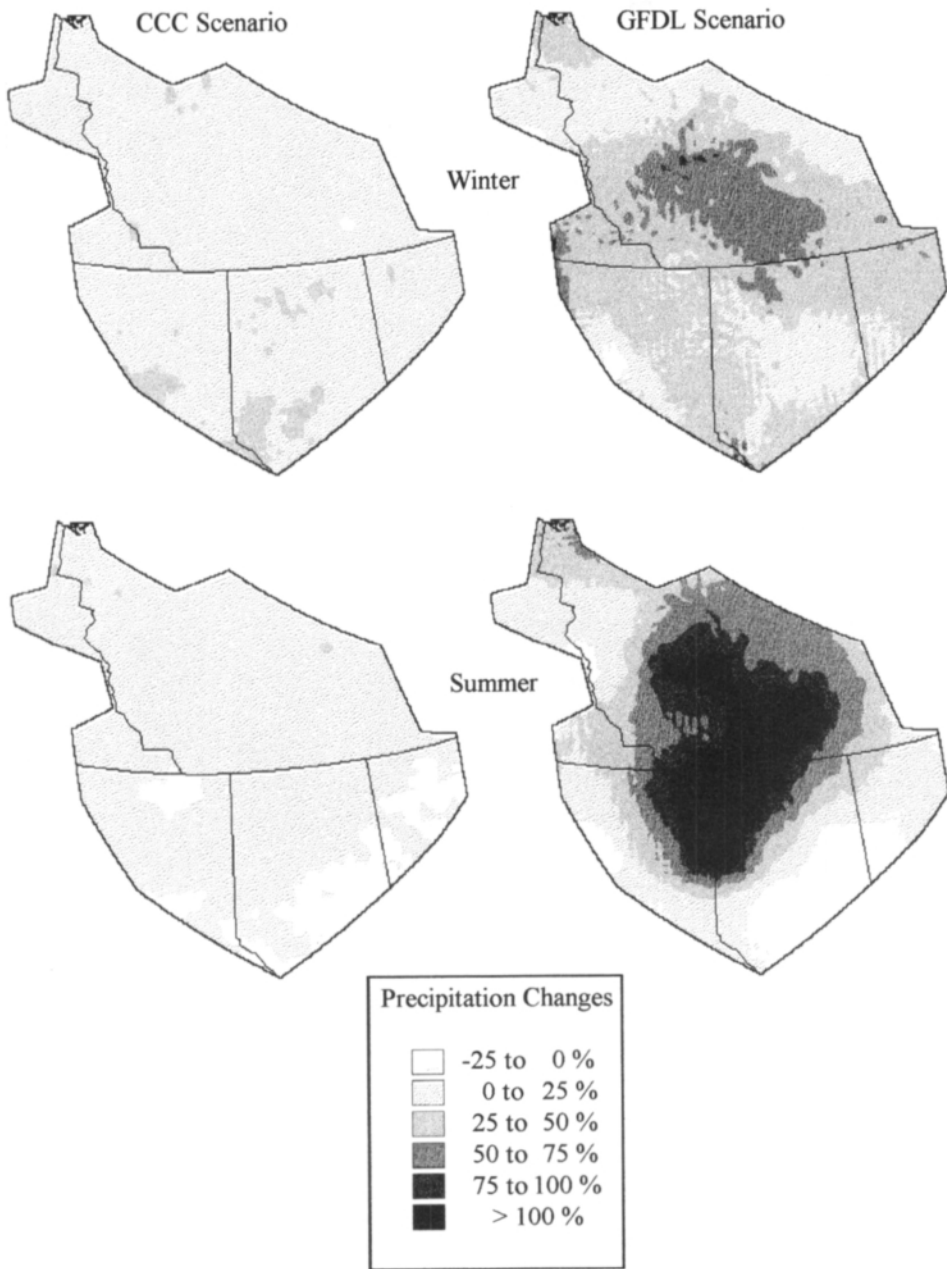 CCC Scenario
GFDL Scenario
Winter
Summer
Precipitation Changes
-25 to 0 %
0 to 25 %
25 to 50 %
50 to 75 %
75 to 100 %
> 100 %